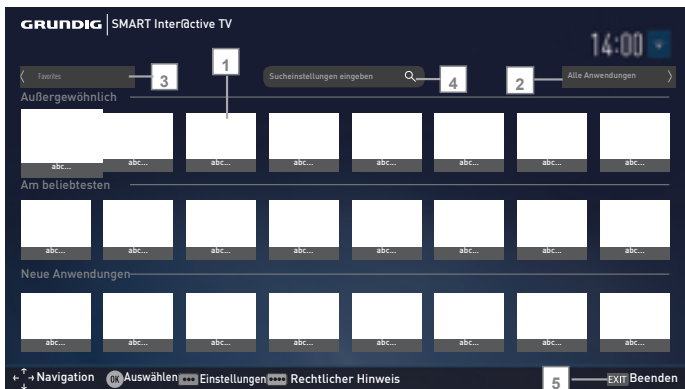 GRUNDIG SMART Inter@ctive TV
14:00
Favorites
3
1
Sucheinstellungen eingeben
4
2
Alle Anwendungen
Außergewöhnlich
abc... abc... abc... abc... abc... abc... abc... abc...
Am beliebtesten
abc... abc... abc... abc... abc... abc... abc... abc...
Neue Anwendungen
abc... abc... abc... abc... abc... abc... abc... abc...
Navigation OK Auswählen Einstellungen Rechtlicher Hinweis 5 EXIT Beenden